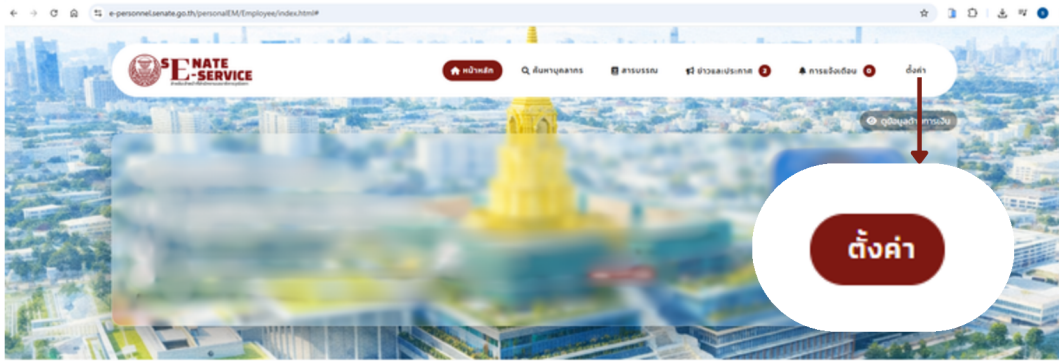 e-personnel.senate.go.th/personalEM/Employee/index.html#
SENATE
E-SERVICE
หน้าหลัก
ค้นหาบุคลากร
สารบรรณ
ข่าวและประกาศ 2
การแจ้งเตือน 0
ตั้งค่า
ดูข้อมูลด้านการเงิน
ตั้งค่า